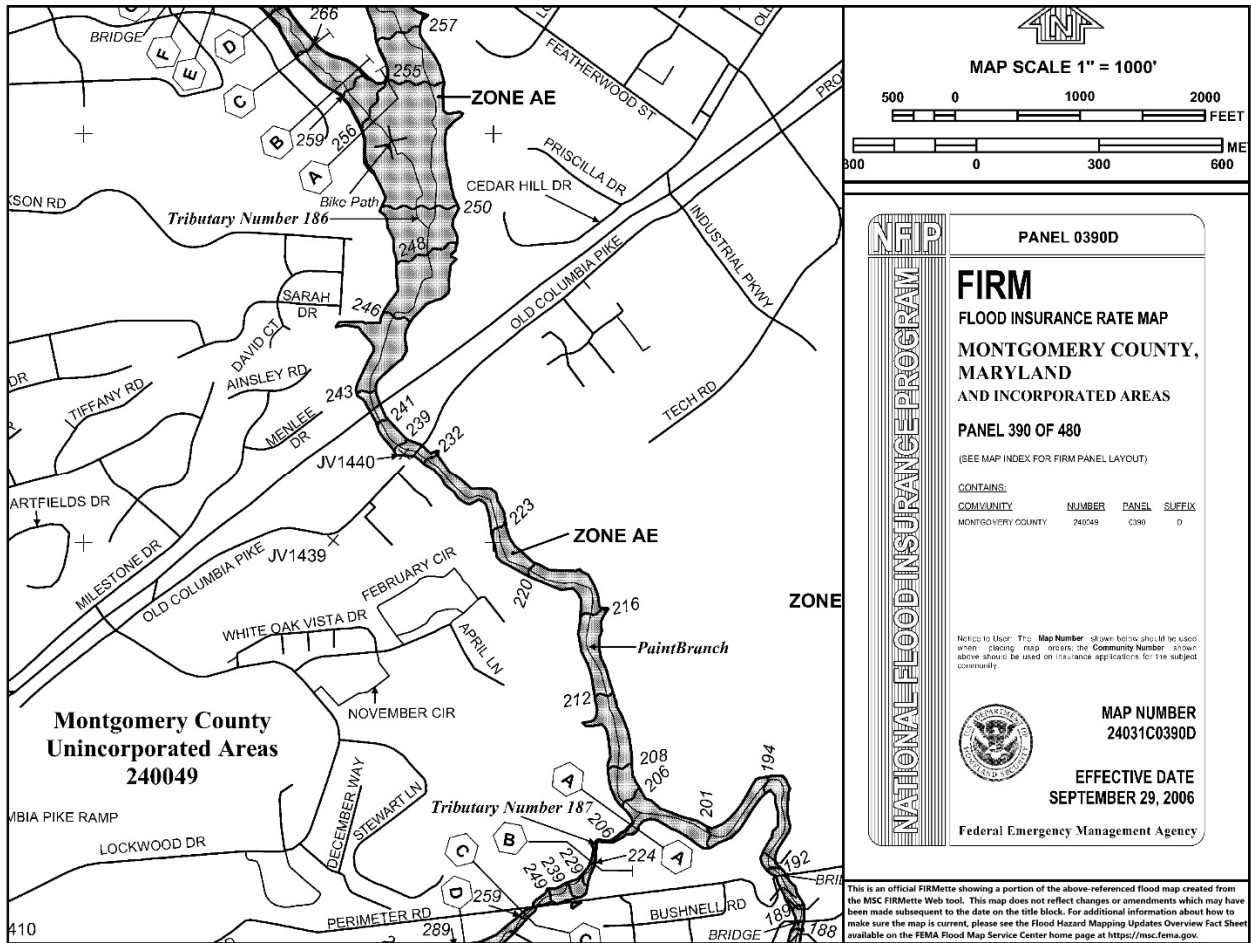 BRIDGE
266
257
OLD
F
E
D
C
B
A
255
ZONE AE
259
256
FEATHERWOOD ST
PRO
PRISCILLA DR
CEDAR HILL DR
Bike Path
KSON RD
Tributary Number 186
250
248
INDUSTRIAL PKWY
SARAH
DR
246
OLD COLUMBIA PIKE
DAVID CT
AINSLEY RD
DR
TIFFANY RD
243
241
239
232
MENLEE
DR
TECH RD
JV1440
ARTFIELDS DR
223
ZONE AE
JV1439
MILESTONE DR
OLD COLUMBIA PIKE
FEBRUARY CIR
220
216
ZONE
WHITE OAK VISTA DR
APRIL LN
PaintBranch
NOVEMBER CIR
212
Montgomery County
Unincorporated Areas
240049
208
206
194
DECEMBER WAY
STEWART LN
A
Tributary Number 187
206
201
MBIA PIKE RAMP
LOCKWOOD DR
B
C
D
224
A
229
239
249
259
192
BRI
PERIMETER RD
BUSHNELL RD
189
188
BRIDGE
410
289
C
N
MAP SCALE 1" = 1000'
500 0 1000 2000
FEET
ME
300 0 300 600
NFIP
NATIONAL FLOOD INSURANCE PROGRAM
PANEL 0390D
FIRM
FLOOD INSURANCE RATE MAP
MONTGOMERY COUNTY,
MARYLAND
AND INCORPORATED AREAS
PANEL 390 OF 480
(SEE MAP INDEX FOR FIRM PANEL LAYOUT)
CONTAINS:
COMMUNITY NUMBER PANEL SUFFIX
MONTGOMERY COUNTY 240049 0390 D
Notice to User: The Map Number shown below should be used
when placing map orders; the Community Number shown
above should be used on insurance applications for the subject
community.
U.S. DEPARTMENT OF
HOMELAND SECURITY
MAP NUMBER
24031C0390D
EFFECTIVE DATE
SEPTEMBER 29, 2006
Federal Emergency Management Agency
This is an official FIRMette showing a portion of the above-referenced flood map created from
the MSC FIRMette Web tool. This map does not reflect changes or amendments which may have
been made subsequent to the date on the title block. For additional information about how to
make sure the map is current, please see the Flood Hazard Mapping Updates Overview Fact Sheet
available on the FEMA Flood Map Service Center home page at https://msc.fema.gov.